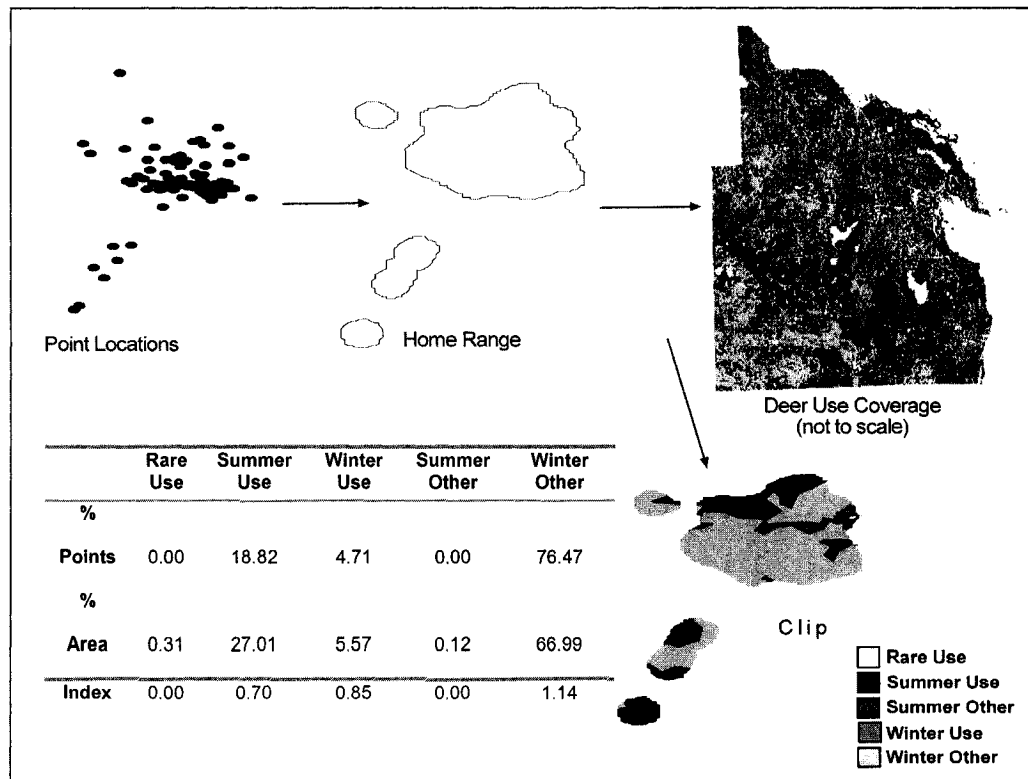 Point Locations
Home Range
Deer Use Coverage
(not to scale)
Rare Summer Winter Summer Winter
Use Use Use Other Other
%
Points 0.00 18.82 4.71 0.00 76.47
%
Area 0.31 27.01 5.57 0.12 66.99
Index 0.00 0.70 0.85 0.00 1.14
Clip
Rare Use
Summer Use
Summer Other
Winter Use
Winter Other